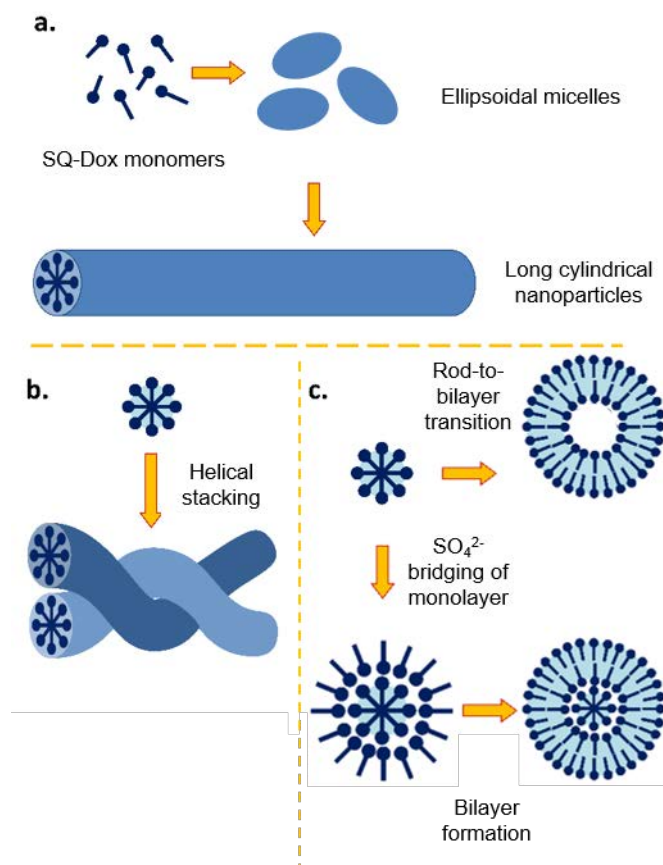 a.
Ellipsoidal micelles
SQ-Dox monomers
Long cylindrical
nanoparticles
b.
Helical
stacking
c.
Rod-to-
bilayer
transition
SO₄²⁻
bridging of
monolayer
Bilayer
formation